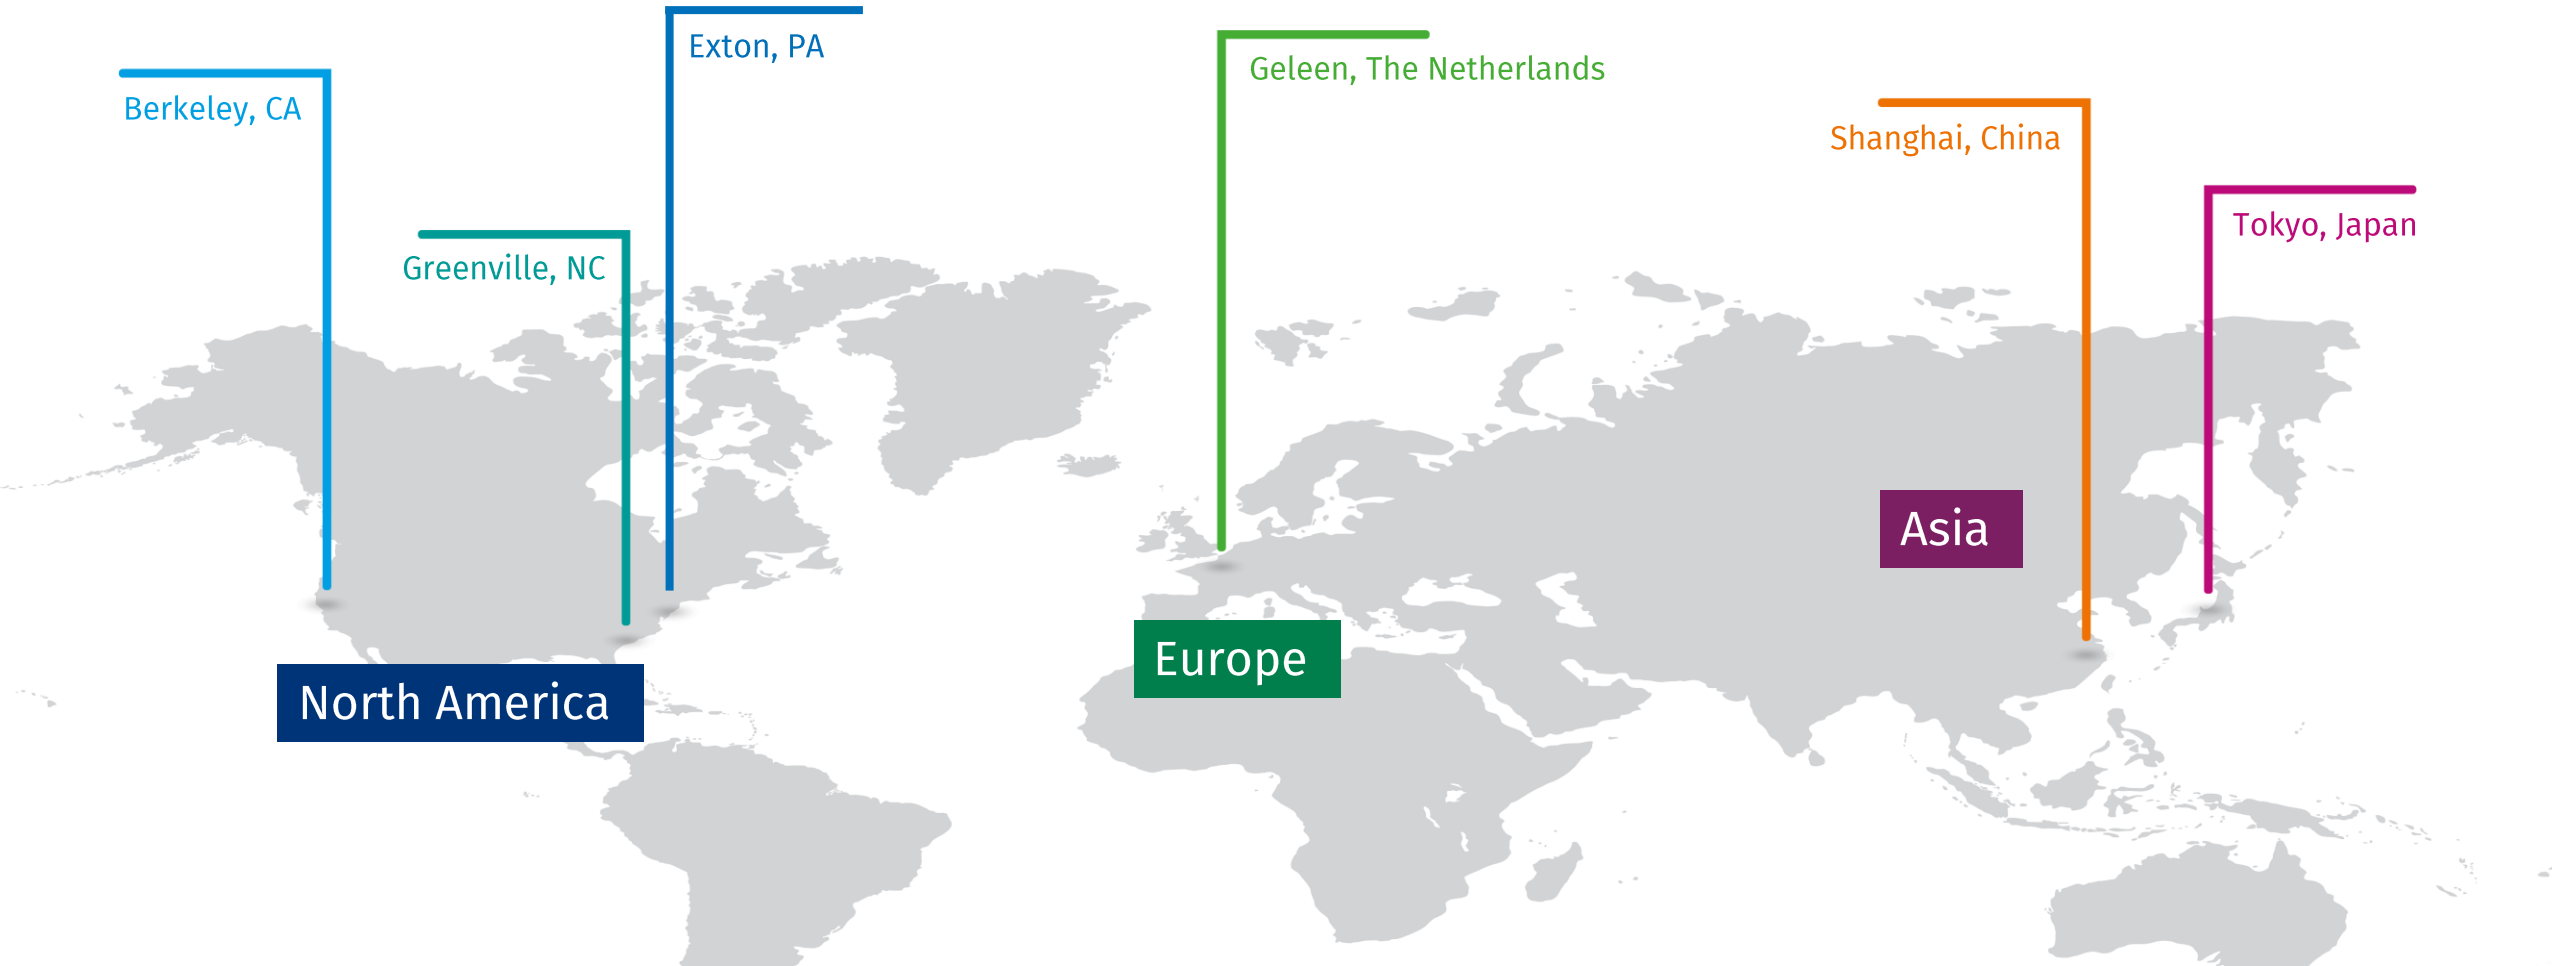 Exton, PA
Geleen, The Netherlands
Berkeley, CA
Shanghai, China
Tokyo, Japan
Greenville, NC
Asia
Europe
North America